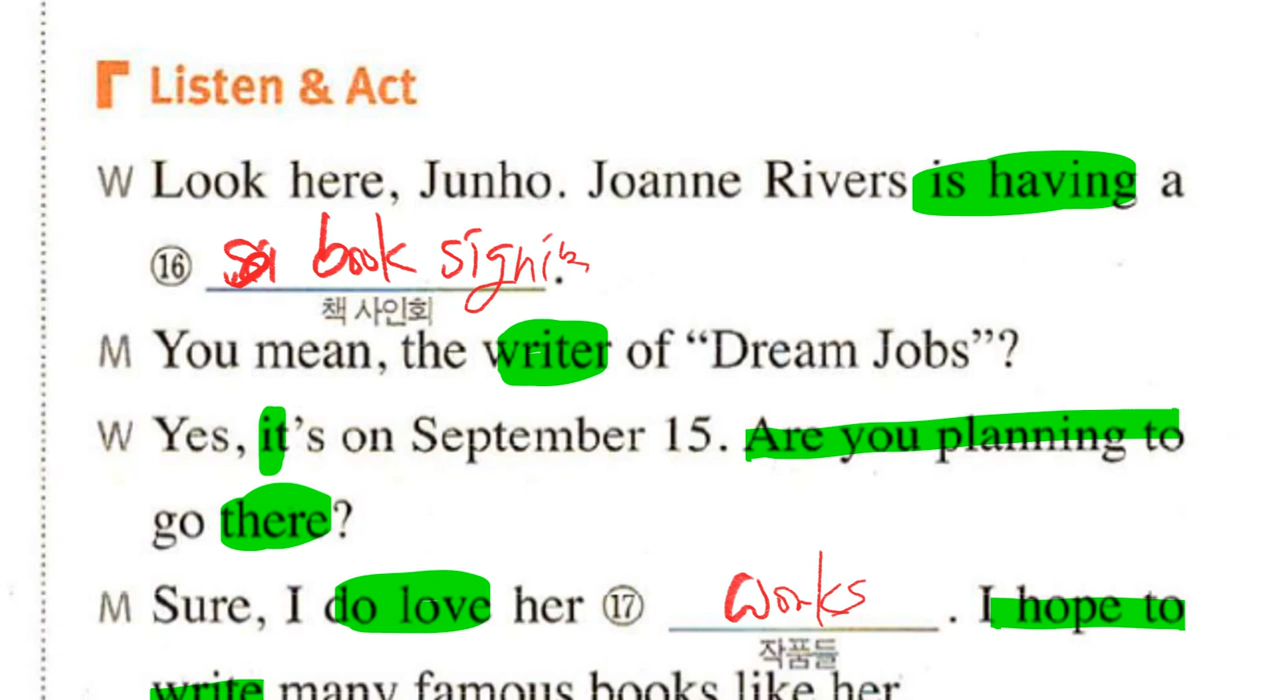 Listen & Act
W Look here, Junho. Joanne Rivers is having a
⑯ book signin.
책 사인회
M You mean, the writer of “Dream Jobs”?
W Yes, it’s on September 15. Are you planning to
go there?
M Sure, I do love her ⑰ works . I hope to
작품들
write many famous books like her.